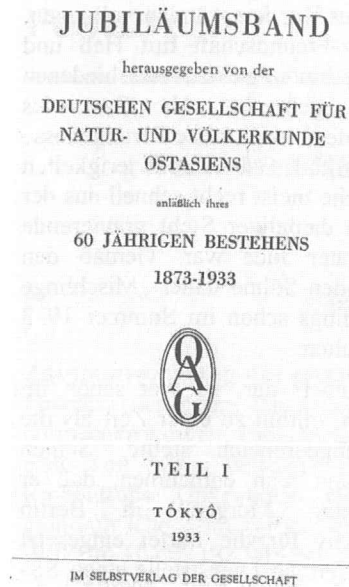 JUBILÄUMSBAND
herausgegeben von der
DEUTSCHEN GESELLSCHAFT FÜR
NATUR- UND VÖLKERKUNDE
OSTASIENS
anläßlich ihres
60 JÄHRIGEN BESTEHENS
1873-1933
OAG
TEIL I
TÔKYÔ
1933
IM SELBSTVERLAG DER GESELLSCHAFT